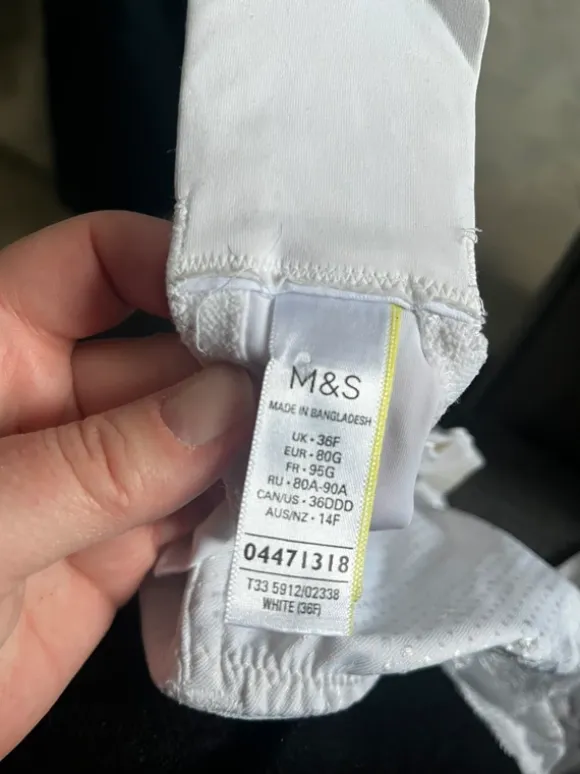 M&S
MADE IN BANGLADESH
UK • 36F
EUR • 80G
FR • 95G
RU • 80A-90A
CAN/US • 36DDD
AUS/NZ • 14F
04471318
T33 5912/02338
WHITE (36F)